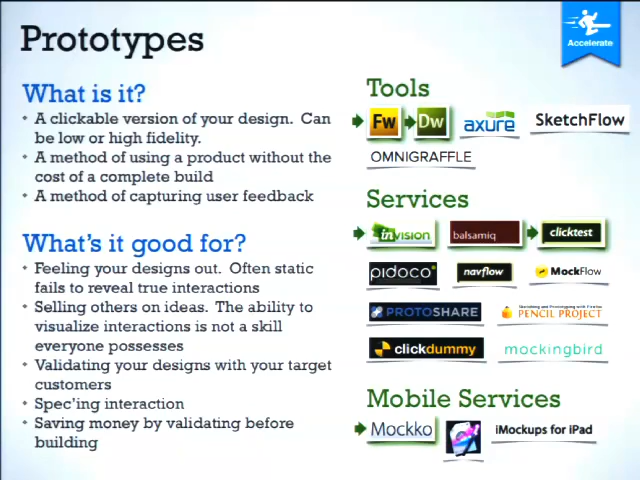 Prototypes
Accelerate
What is it?
A clickable version of your design. Can
be low or high fidelity.
A method of using a product without the
cost of a complete build
A method of capturing user feedback
What's it good for?
Feeling your designs out. Often static
fails to reveal true interactions
Selling others on ideas. The ability to
visualize interactions is not a skill
everyone possesses
Validating your designs with your target
customers
Spec'ing interaction
Saving money by validating before
building
Tools
Fw Dw axure SketchFlow
OMNIGRAFFLE
Services
invision balsamiq clicktest
pidoco navflow MockFlow
PROTOSHARE Sketching and Prototyping with Firefox
PENCIL PROJECT
clickdummy mockingbird
Mobile Services
Mockko iMockups for iPad